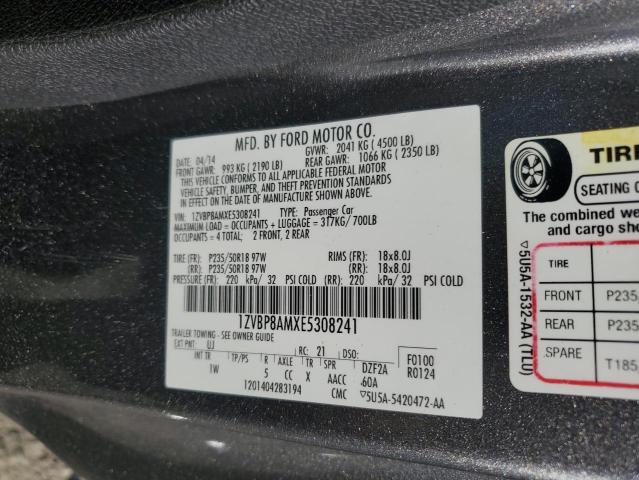 MFD. BY FORD MOTOR CO.
DATE: 04/14 GVWR: 2041 KG ( 4500 LB)
FRONT GAWR: 993 KG ( 2190 LB) REAR GAWR: 1066 KG ( 2350 LB)
THIS VEHICLE CONFORMS TO ALL APPLICABLE FEDERAL MOTOR
VEHICLE SAFETY, BUMPER, AND THEFT PREVENTION STANDARDS
IN EFFECT ON THE DATE OF MANUFACTURE SHOWN ABOVE.
VIN: 1ZVBP8AMXE5308241 TYPE: Passenger Car
MAXIMUM LOAD = OCCUPANTS + LUGGAGE = 317KG/700LB
OCCUPANTS = 4 TOTAL: 2 FRONT, 2 REAR
TIRE (FR): P235/50R18 97W RIMS (FR): 18x8.0J
(RR): P235/50R18 97W (RR): 18x8.0J
PRESSURE (FR): 220 kPa/ 32 PSI COLD (RR): 220 kPa/ 32 PSI COLD
1ZVBP8AMXE5308241
TRAILER TOWING - SEE OWNER GUIDE
EXT PNT: UJ RC: 21 DSO: F0100
INT TR TP/PS R AXLE TR SPR DZF2A R0124
TW 5 CC X AACC 60A
1201404283194 CMC ▽5U5A-5420472-AA
TIRE
SEATING
The combined
and cargo
▽5U5A-1532-AA (TLU)
TIRE
FRONT P235
REAR P235
SPARE T185